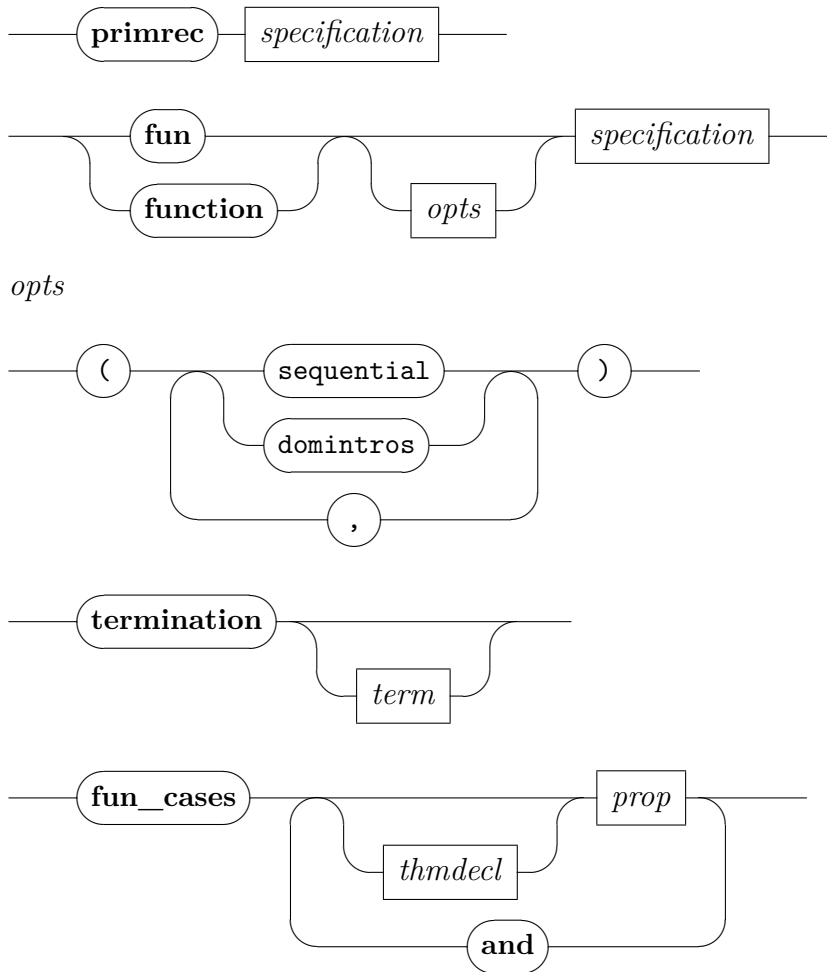 primrec specification
fun specification
function opts
opts
( sequential )
domintros
,
termination
term
fun_cases prop
thmdecl
and